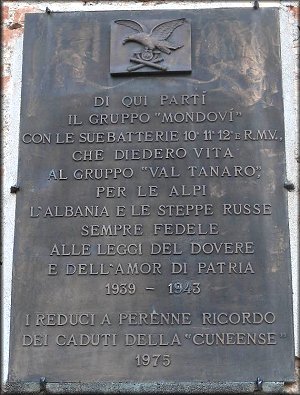 DI QUI PARTÍ
IL GRUPPO "MONDOVÍ"
CON LE SUE BATTERIE 10ª 11ª 12ª E R.M.V.,
CHE DIEDERO VITA
AL GRUPPO "VAL TANARO",
PER LE ALPI
L'ALBANIA E LE STEPPE RUSSE
SEMPRE FEDELE
ALLE LEGGI DEL DOVERE
E DELL'AMOR DI PATRIA
1939 - 1943
I REDUCI A PERENNE RICORDO
DEI CADUTI DELLA "CUNEENSE"
1975